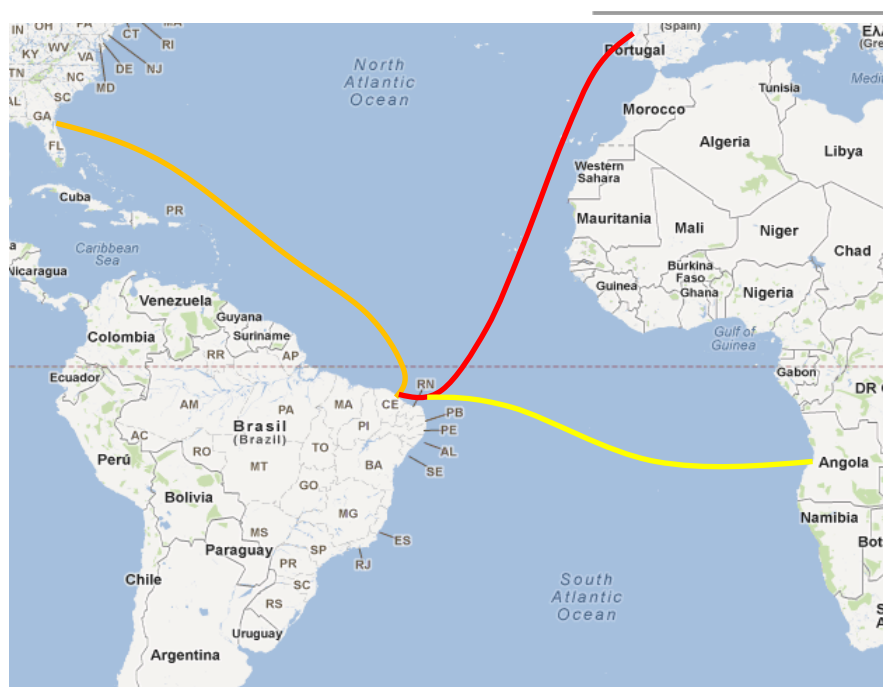 IN
OH
CT
RI
KY
WV
VA
DE
NJ
TN
NC
MD
SC
AL
GA
FL
North
Atlantic
Ocean
(Spain)
Portugal
Morocco
Tunisia
Algeria
Libya
Western
Sahara
Cuba
PR
Caribbean
Sea
Nicaragua
Mauritania
Mali
Niger
Chad
Burkina
Faso
Guinea
Ghana
Nigeria
Venezuela
Guyana
Suriname
Colombia
RR
AP
Gulf of
Guinea
Ecuador
Gabon
RN
AM
PA
MA
CE
PB
PI
PE
Brasil
(Brazil)
AC
RO
TO
AL
Perú
MT
BA
SE
Angola
Bolivia
GO
MG
Namibia
MS
ES
Paraguay
SP
RJ
PR
Chile
SC
RS
South
Atlantic
Ocean
Uruguay
Argentina